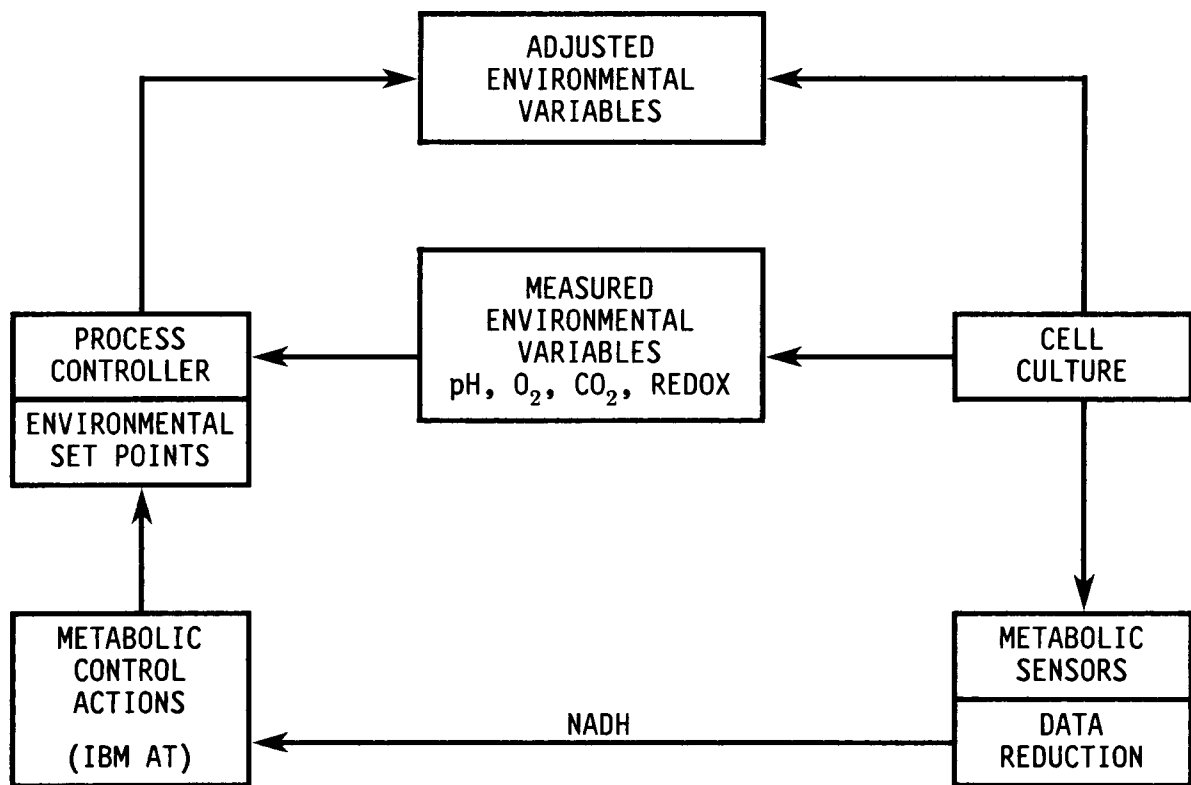 ADJUSTED
ENVIRONMENTAL
VARIABLES
MEASURED
ENVIRONMENTAL
VARIABLES
pH, O₂, CO₂, REDOX
PROCESS
CONTROLLER
ENVIRONMENTAL
SET POINTS
CELL
CULTURE
METABOLIC
CONTROL
ACTIONS
(IBM AT)
NADH
METABOLIC
SENSORS
DATA
REDUCTION